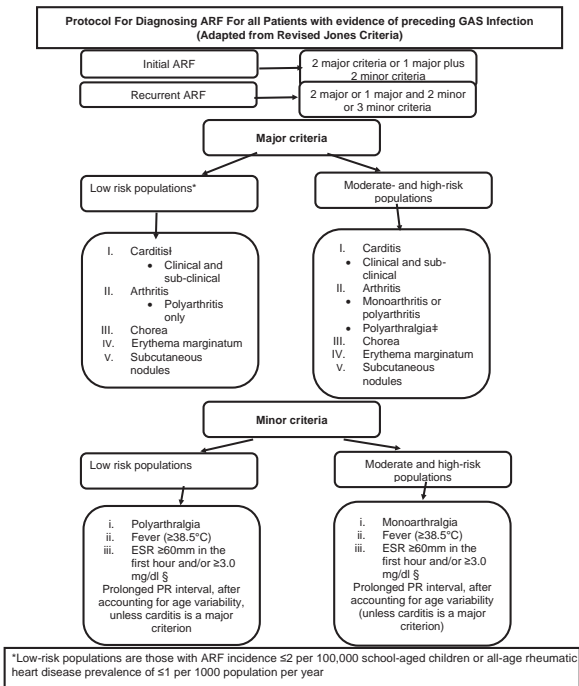 Protocol For Diagnosing ARF For all Patients with evidence of preceding GAS Infection
(Adapted from Revised Jones Criteria)
Initial ARF
2 major criteria or 1 major plus
2 minor criteria
Recurrent ARF
2 major or 1 major and 2 minor
or 3 minor criteria
Major criteria
Low risk populations*
Moderate- and high-risk
populations
I. Carditisƚ
• Clinical and
sub-clinical
II. Arthritis
• Polyarthritis
only
III. Chorea
IV. Erythema marginatum
V. Subcutaneous
nodules
I. Carditis
• Clinical and sub-
clinical
II. Arthritis
• Monoarthritis or
polyarthritis
• Polyarthralgiaǂ
III. Chorea
IV. Erythema marginatum
V. Subcutaneous
nodules
Minor criteria
Low risk populations
Moderate and high-risk
populations
i. Polyarthralgia
ii. Fever (≥38.5°C)
iii. ESR ≥60mm in the
first hour and/or ≥3.0
mg/dl §
Prolonged PR interval, after
accounting for age variability,
unless carditis is a major
criterion
i. Monoarthralgia
ii. Fever (≥38.5°C)
iii. ESR ≥60mm in the
first hour and/or ≥3.0
mg/dl §
Prolonged PR interval, after
accounting for age variability
(unless carditis is a major
criterion)
*Low-risk populations are those with ARF incidence ≤2 per 100,000 school-aged children or all-age rheumatic
heart disease prevalence of ≤1 per 1000 population per year